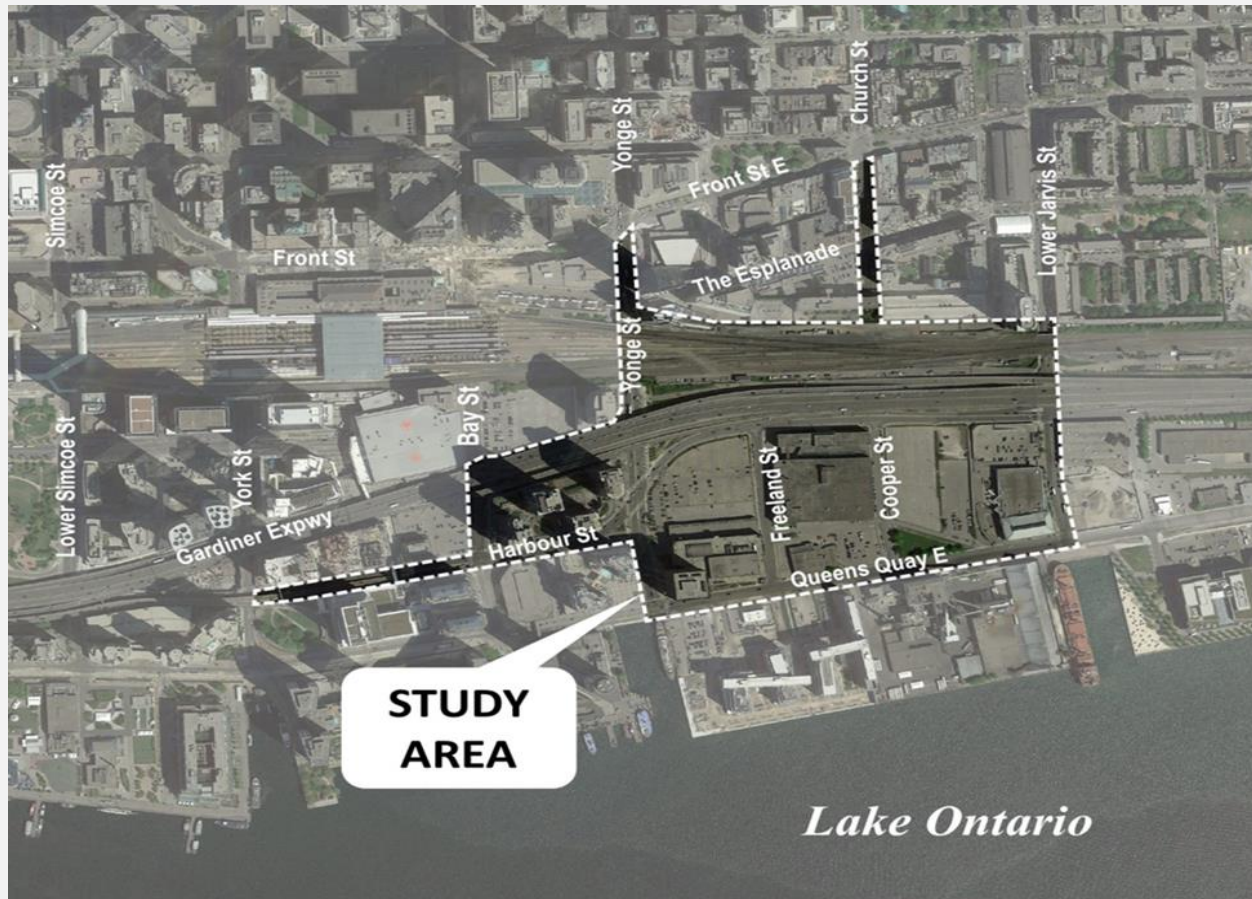 Simcoe St
Yonge St
Church St
Front St E
Lower Jarvis St
Front St
The Esplanade
Yonge St
Bay St
Lower Simcoe St
York St
Gardiner Expwy
Harbour St
Freeland St
Cooper St
Queens Quay E
STUDY
AREA
Lake Ontario